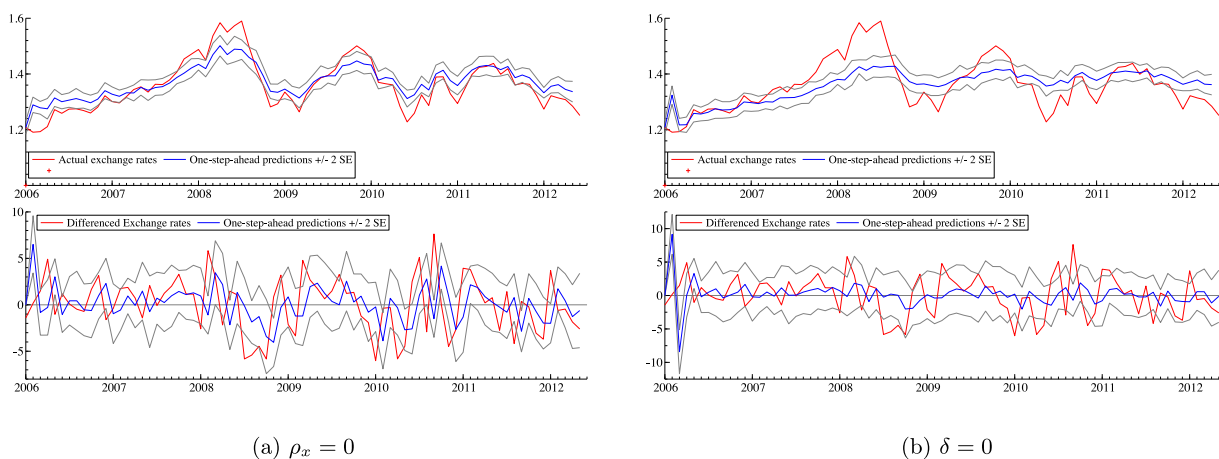 1.6
1.4
1.2
Actual exchange rates
One-step-ahead predictions +/- 2 SE
2006 2007 2008 2009 2010 2011 2012
10
5
0
-5
Differenced Exchange rates
One-step-ahead predictions +/- 2 SE
2006 2007 2008 2009 2010 2011 2012
(a) ρx = 0
1.6
1.4
1.2
Actual exchange rates
One-step-ahead predictions +/- 2 SE
2006 2007 2008 2009 2010 2011 2012
10
5
0
-5
-10
Differenced Exchange rates
One-step-ahead predictions +/- 2 SE
2006 2007 2008 2009 2010 2011 2012
(b) δ = 0